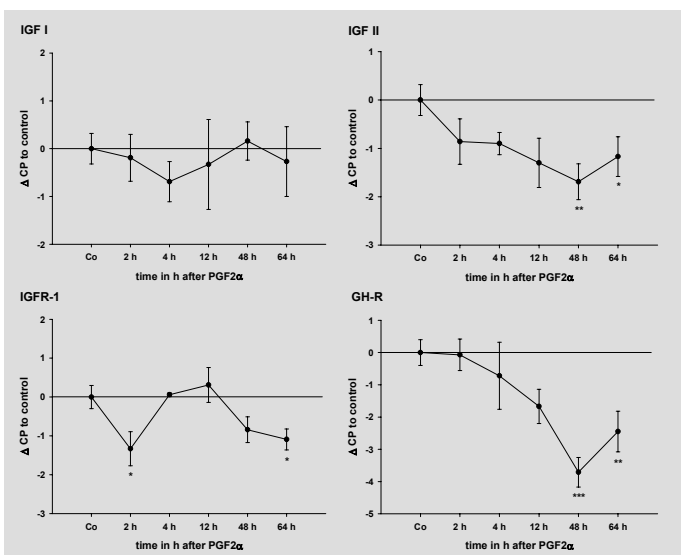 IGF I
2
1
0
-1
-2
Δ CP to control
Co 2 h 4 h 12 h 48 h 64 h
time in h after PGF2α
IGF II
1
0
-1
-2
-3
Δ CP to control
** *
Co 2 h 4 h 12 h 48 h 64 h
time in h after PGF2α
IGFR-1
2
1
0
-1
-2
-3
Δ CP to control
* *
Co 2 h 4 h 12 h 48 h 64 h
time in h after PGF2α
GH-R
1
0
-1
-2
-3
-4
-5
Δ CP to control
*** **
Co 2 h 4 h 12 h 48 h 64 h
time in h after PGF2α